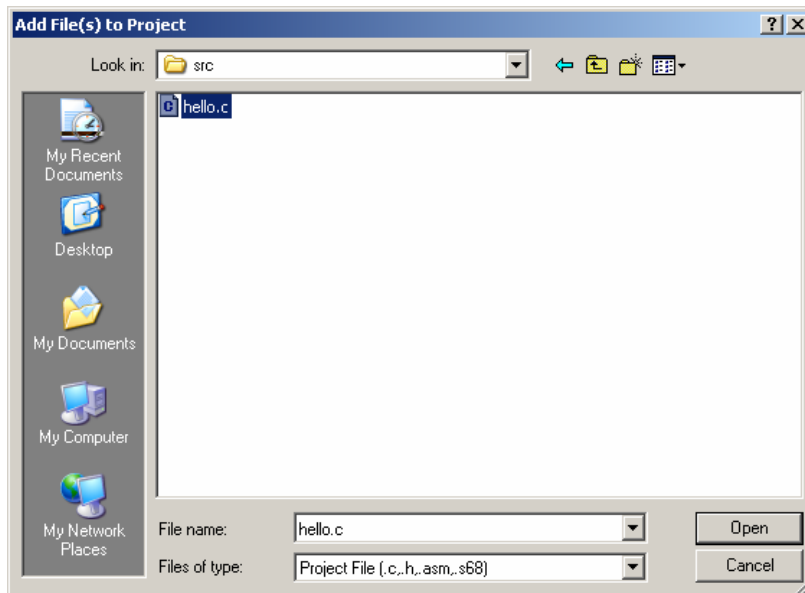 Add File(s) to Project
Look in: src
hello.c
My Recent
Documents
Desktop
My Documents
My Computer
My Network
Places
File name: hello.c Open
Files of type: Project File (.c,.h,.asm,.s68) Cancel